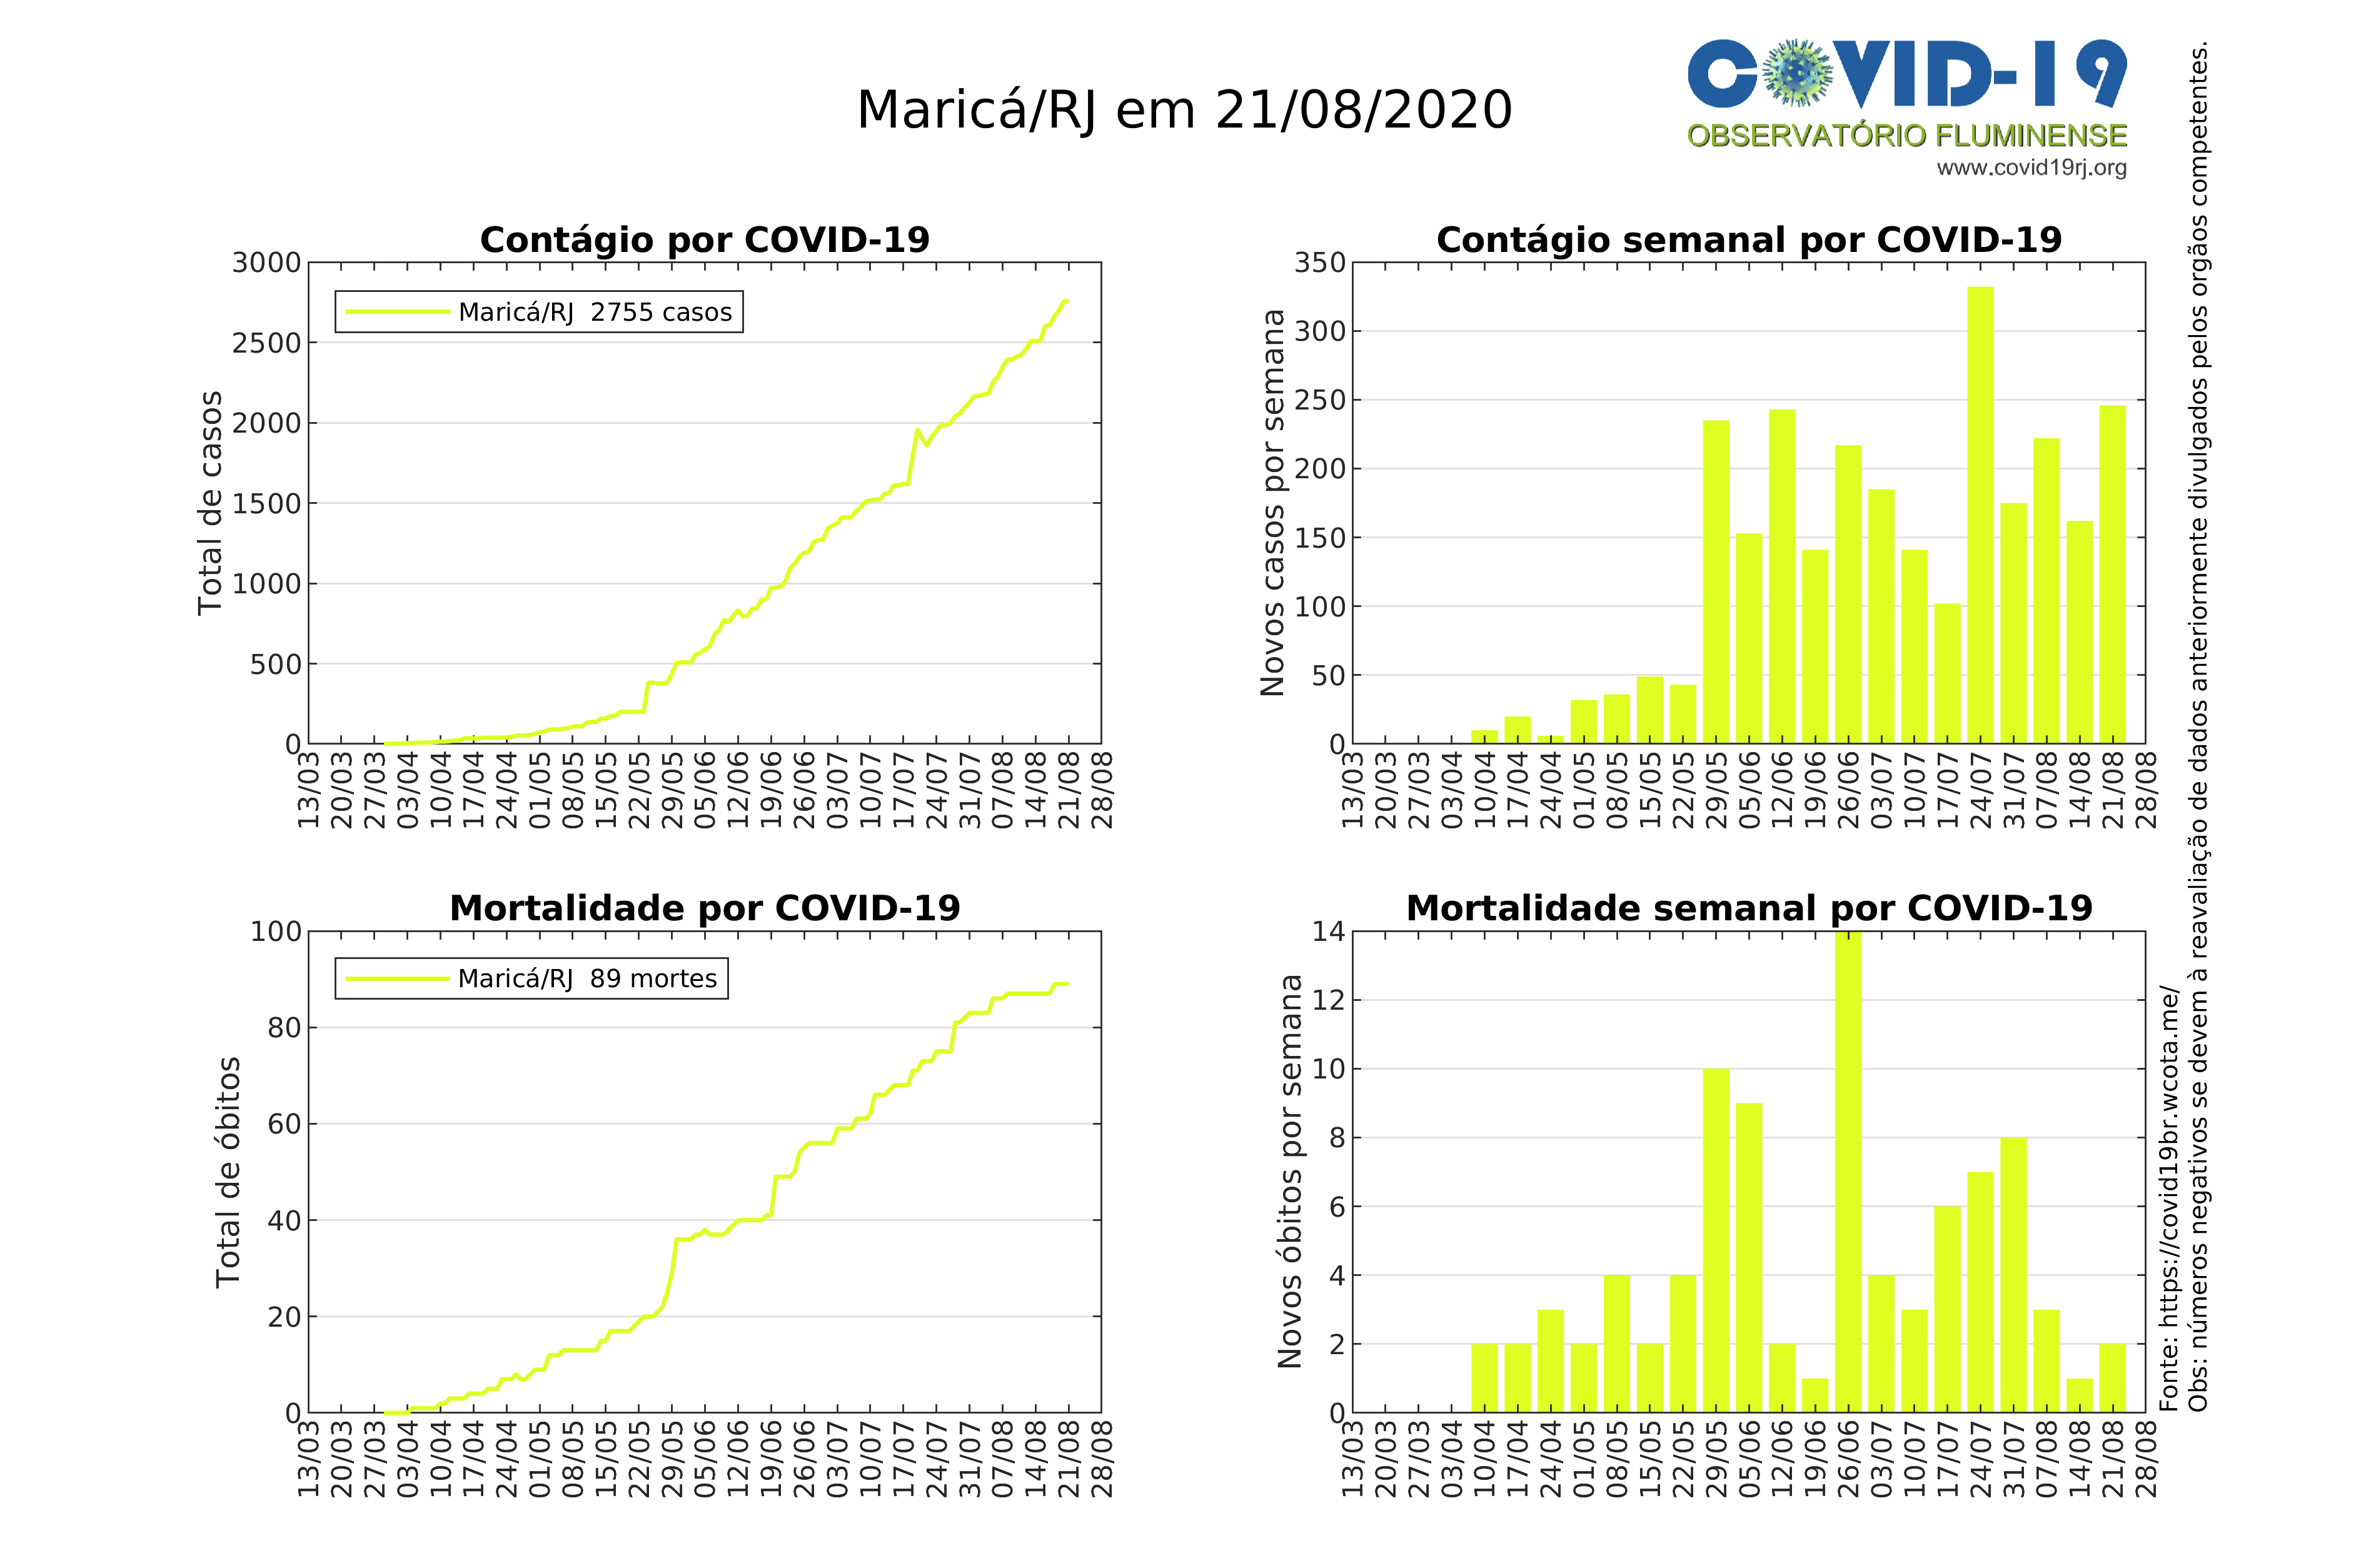 Maricá/RJ em 21/08/2020
COVID-19
OBSERVATÓRIO FLUMINENSE
www.covid19rj.org
Contágio por COVID-19
Total de casos
3000
2500
2000
1500
1000
500
0
Maricá/RJ 2755 casos
13/03 20/03 27/03 03/04 10/04 17/04 24/04 01/05 08/05 15/05 22/05 29/05 05/06 12/06 19/06 26/06 03/07 10/07 17/07 24/07 31/07 07/08 14/08 21/08 28/08
Contágio semanal por COVID-19
Novos casos por semana
350
300
250
200
150
100
50
0
13/03 20/03 27/03 03/04 10/04 17/04 24/04 01/05 08/05 15/05 22/05 29/05 05/06 12/06 19/06 26/06 03/07 10/07 17/07 24/07 31/07 07/08 14/08 21/08 28/08
Mortalidade por COVID-19
Total de óbitos
100
80
60
40
20
0
Maricá/RJ 89 mortes
13/03 20/03 27/03 03/04 10/04 17/04 24/04 01/05 08/05 15/05 22/05 29/05 05/06 12/06 19/06 26/06 03/07 10/07 17/07 24/07 31/07 07/08 14/08 21/08 28/08
Mortalidade semanal por COVID-19
Novos óbitos por semana
14
12
10
8
6
4
2
0
13/03 20/03 27/03 03/04 10/04 17/04 24/04 01/05 08/05 15/05 22/05 29/05 05/06 12/06 19/06 26/06 03/07 10/07 17/07 24/07 31/07 07/08 14/08 21/08 28/08
Fonte: https://covid19br.wcota.me/
Obs: números negativos se devem à reavaliação de dados anteriormente divulgados pelos orgãos competentes.